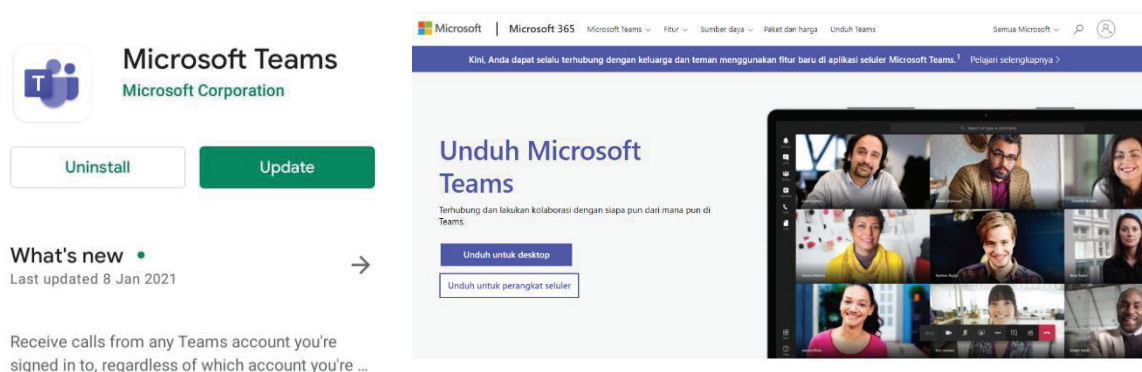 Microsoft Teams
Microsoft Corporation
Uninstall
Update
What's new
Last updated 8 Jan 2021
Receive calls from any Teams account you're
signed in to, regardless of which account you're ...
Microsoft | Microsoft 365 Microsoft Teams Fitur Sumber daya Paket dan harga Unduh Teams Semua Microsoft
Kini, Anda dapat selalu terhubung dengan keluarga dan teman menggunakan fitur baru di aplikasi seluler Microsoft Teams.1 Pelajari selengkapnya >
Unduh Microsoft
Teams
Terhubung dan lakukan kolaborasi dengan siapa pun dari mana pun di
Teams.
Unduh untuk desktop
Unduh untuk perangkat seluler
Search or type a command